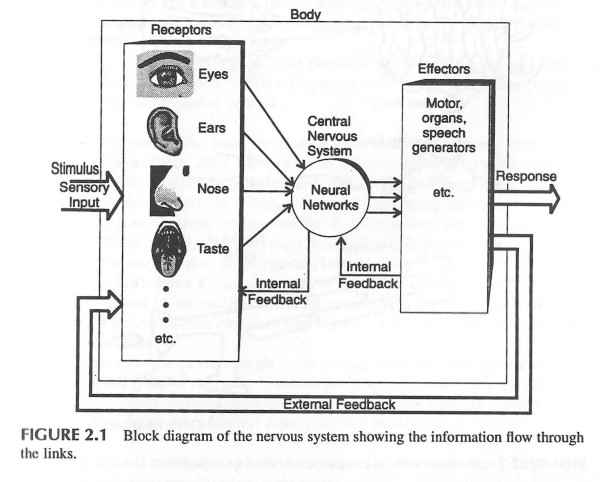 Body
Receptors
Eyes
Ears
Nose
Taste
etc.
Stimulus
Sensory
Input
Central
Nervous
System
Neural
Networks
Internal
Feedback
Internal
Feedback
Effectors
Motor,
organs,
speech
generators
etc.
Response
External Feedback
FIGURE 2.1 Block diagram of the nervous system showing the information flow through
the links.